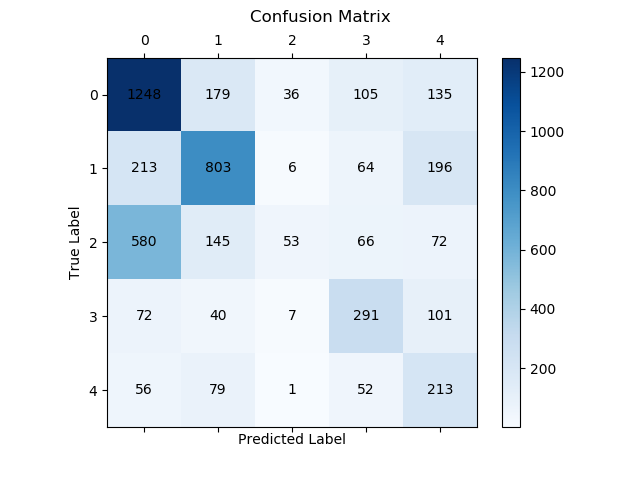 Confusion Matrix
0 1 2 3 4
0 1248 179 36 105 135
1 213 803 6 64 196
2 580 145 53 66 72
3 72 40 7 291 101
4 56 79 1 52 213
True Label
Predicted Label
1200
1000
800
600
400
200